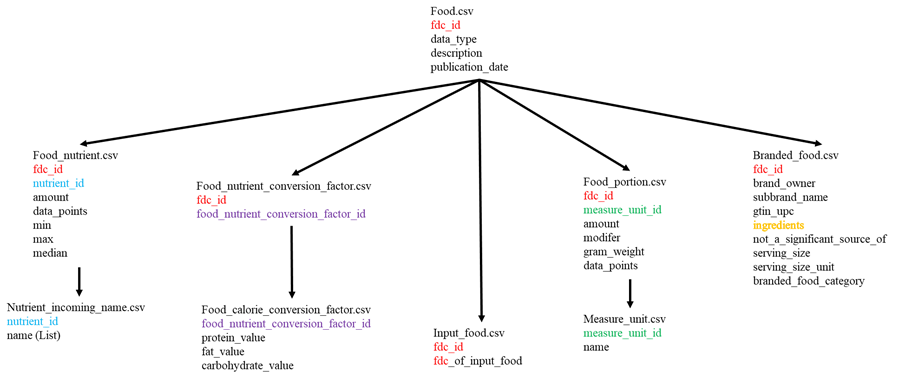 Food.csv
fdc_id
data_type
description
publication_date
Food_nutrient.csv
fdc_id
nutrient_id
amount
data_points
min
max
median
Nutrient_incoming_name.csv
nutrient_id
name (List)
Food_nutrient_conversion_factor.csv
fdc_id
food_nutrient_conversion_factor_id
Food_calorie_conversion_factor.csv
food_nutrient_conversion_factor_id
protein_value
fat_value
carbohydrate_value
Input_food.csv
fdc_id
fdc_of_input_food
Food_portion.csv
fdc_id
measure_unit_id
amount
modifer
gram_weight
data_points
Measure_unit.csv
measure_unit_id
name
Branded_food.csv
fdc_id
brand_owner
subbrand_name
gtin_upc
ingredients
not_a_significant_source_of
serving_size
serving_size_unit
branded_food_category